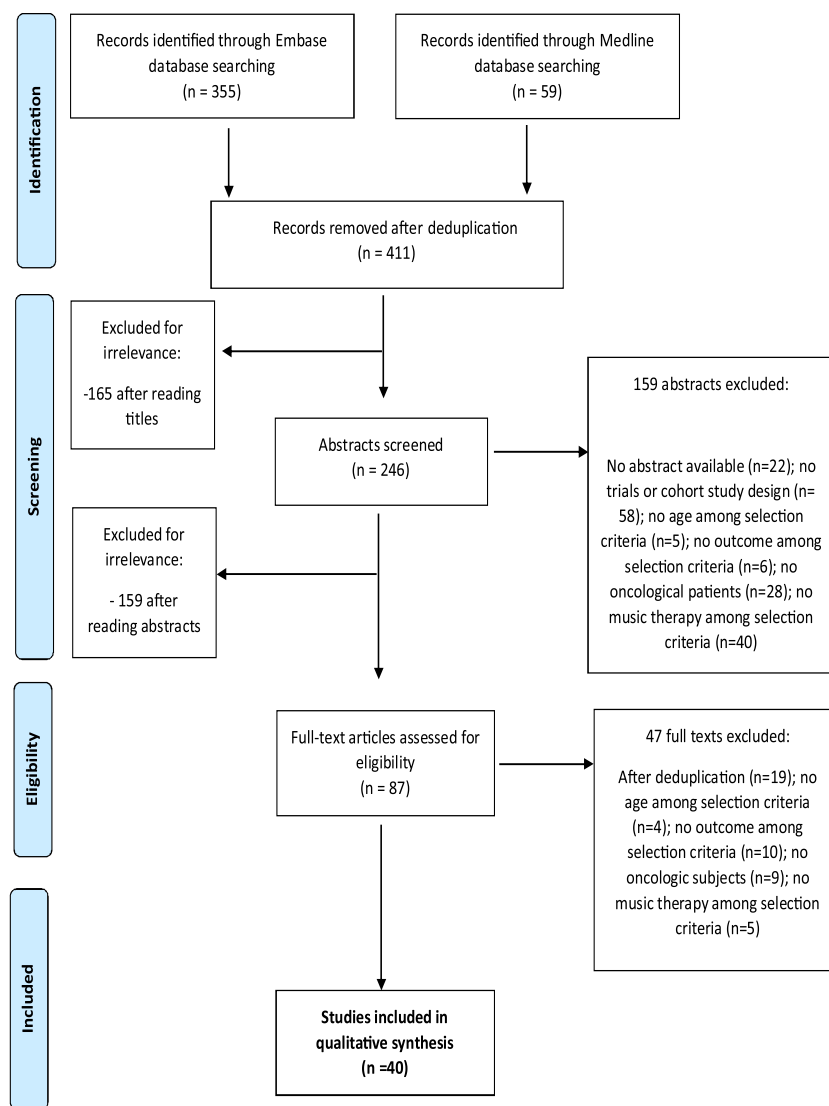 Identification
Records identified through Embase
database searching
(n = 355)
Records identified through Medline
database searching
(n = 59)
Records removed after deduplication
(n = 411)
Screening
Excluded for
irrelevance:
-165 after reading
titles
Abstracts screened
(n = 246)
159 abstracts excluded:
No abstract available (n=22); no
trials or cohort study design (n=
58); no age among selection
criteria (n=5); no outcome among
selection criteria (n=6); no
oncological patients (n=28); no
music therapy among selection
criteria (n=40)
Excluded for
irrelevance:
- 159 after
reading abstracts
Eligibility
Full-text articles assessed for
eligibility
(n = 87)
47 full texts excluded:
After deduplication (n=19); no
age among selection criteria
(n=4); no outcome among
selection criteria (n=10); no
oncologic subjects (n=9); no
music therapy among selection
criteria (n=5)
Included
Studies included in
qualitative synthesis
(n =40)